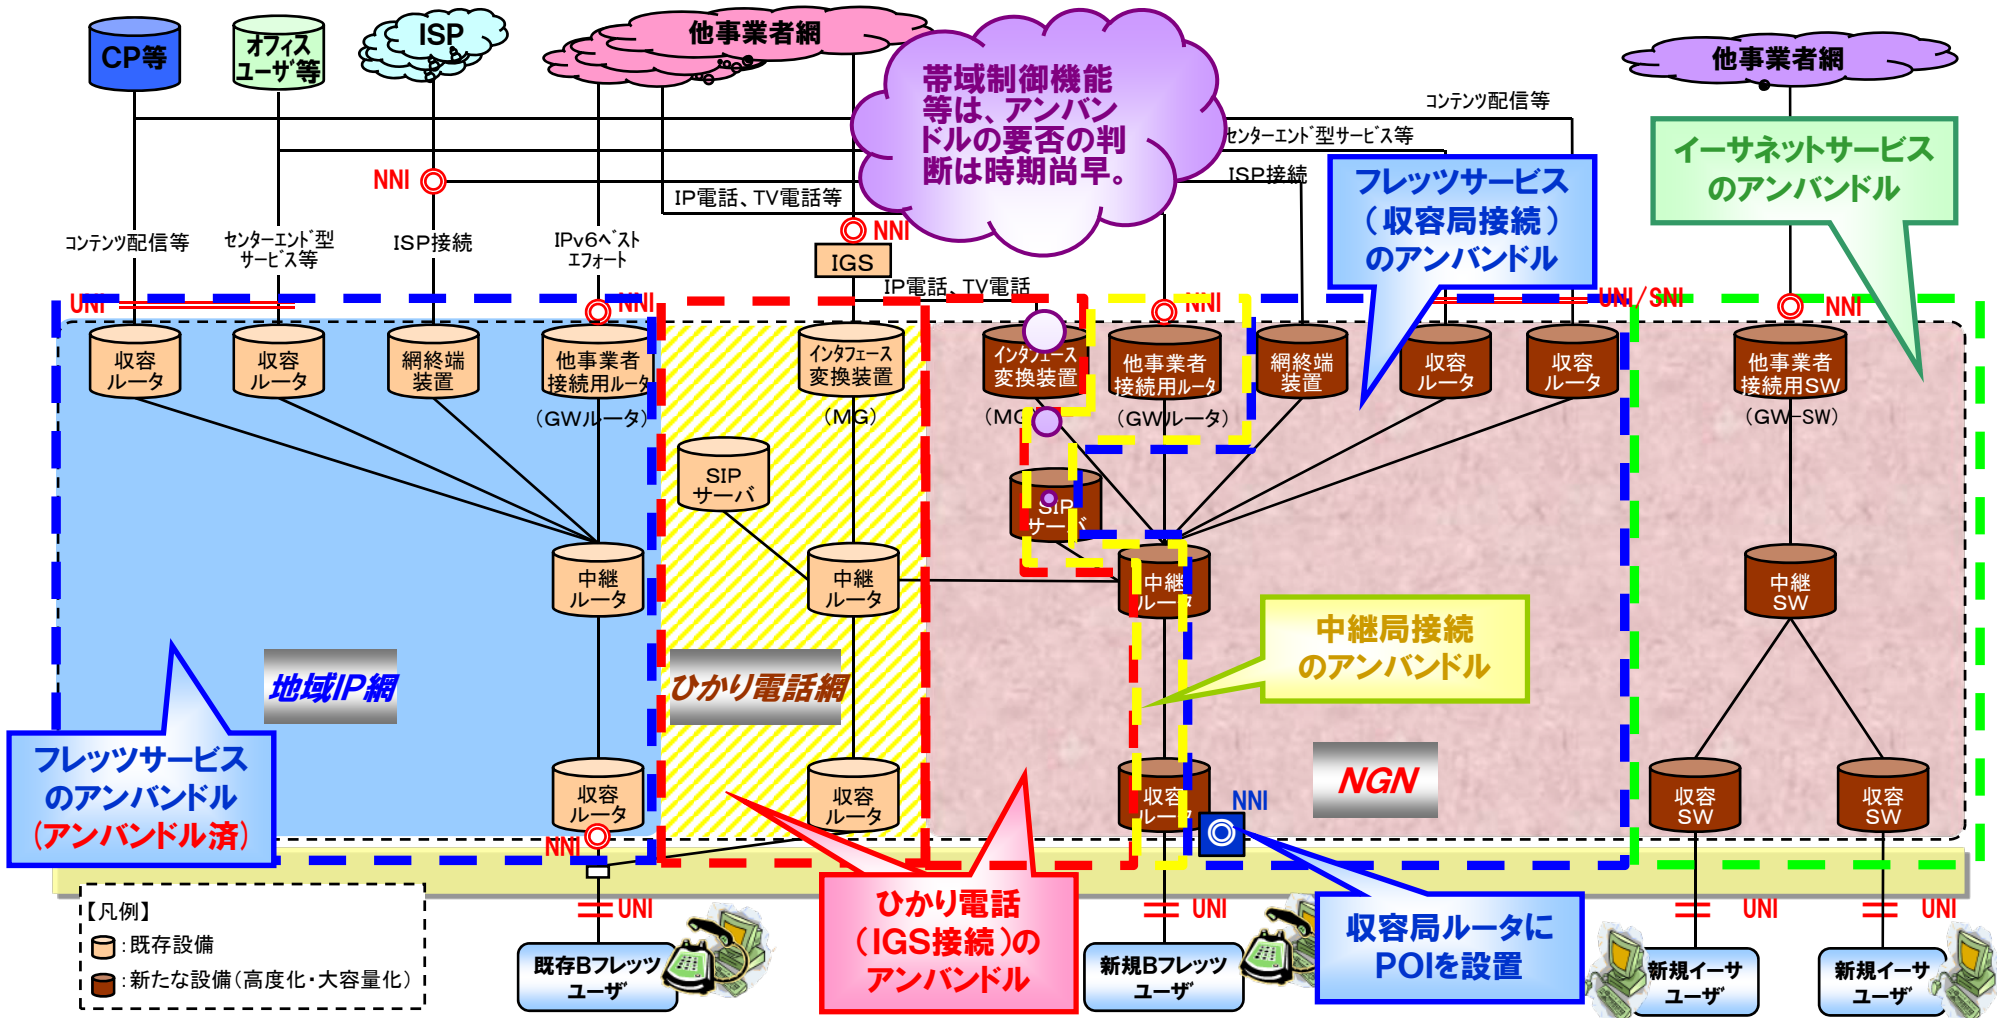 CP等
オフィス
ユーザ等
ISP
他事業者網
他事業者網
帯域制御機能
等は、アンバン
ドルの要否の判
断は時期尚早。
コンテンツ配信等
センターエンド型サービス等
ISP接続
NNI
IP電話、TV電話等
イーサネットサービス
のアンバンドル
フレッツサービス
（収容局接続）
のアンバンドル
コンテンツ配信等
センターエンド型
サービス等
ISP接続
IPv6ベスト
エフォート
NNI
IGS
IP電話、TV電話
UNI
NNI
NNI
UNI/SNI
NNI
収容
ルータ
収容
ルータ
網終端
装置
他事業者
接続用ルータ
(GWルータ)
インタフェース
変換装置
(MG)
インタフェース
変換装置
(MG)
他事業者
接続用ルータ
(GWルータ)
網終端
装置
収容
ルータ
収容
ルータ
他事業者
接続用SW
(GW-SW)
SIP
サーバ
SIP
サーバ
中継
ルータ
中継
ルータ
中継
ルータ
中継
SW
中継局接続
のアンバンドル
地域IP網
ひかり電話網
NGN
フレッツサービス
のアンバンドル
(アンバンドル済)
収容
ルータ
収容
ルータ
収容
ルータ
収容
SW
収容
SW
NNI
NNI
【凡例】
:既存設備
:新たな設備(高度化・大容量化)
UNI
UNI
UNI
UNI
ひかり電話
（IGS接続）の
アンバンドル
収容局ルータに
POIを設置
既存Bフレッツ
ユーザ
新規Bフレッツ
ユーザ
新規イーサ
ユーザ
新規イーサ
ユーザ